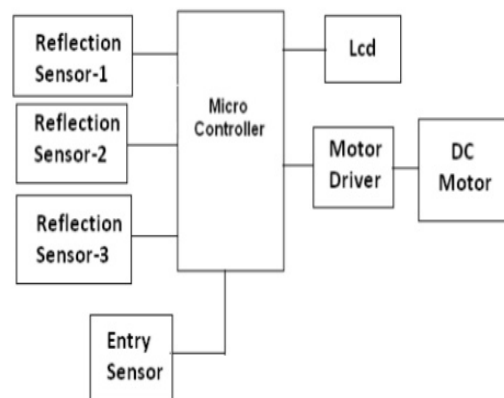 Reflection
Sensor-1
Reflection
Sensor-2
Reflection
Sensor-3
Micro
Controller
Lcd
Motor
Driver
DC
Motor
Entry
Sensor